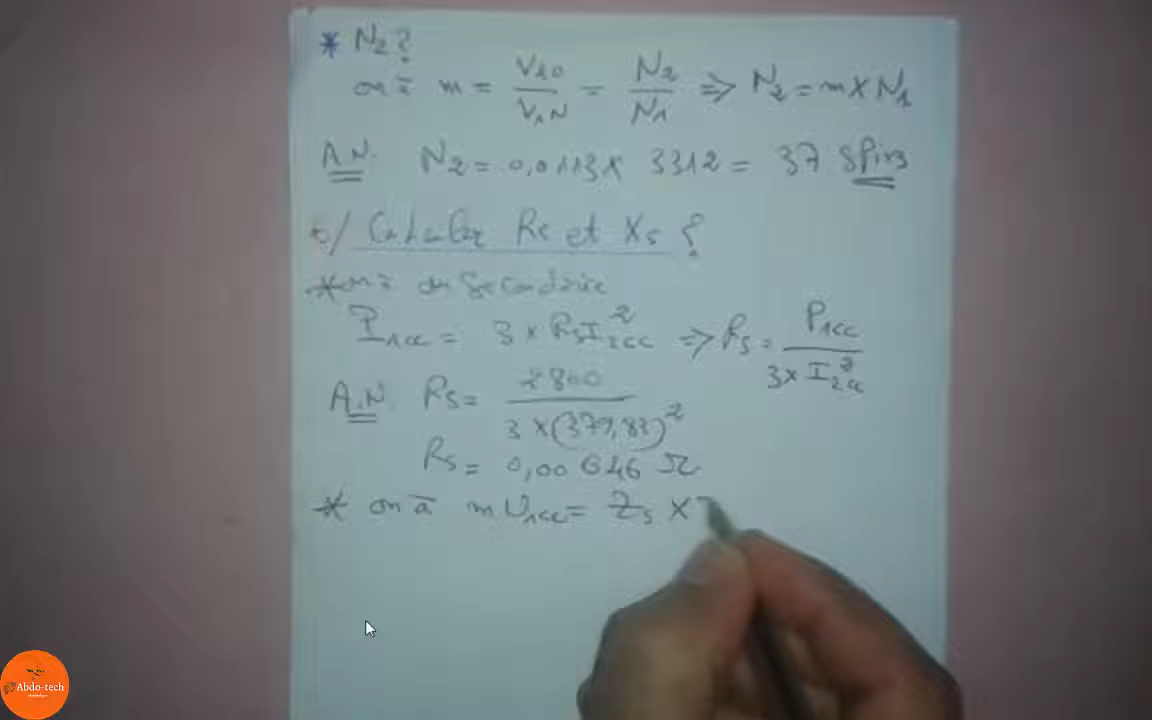 * N2?
on a m = V20 / V1N = N2 / N1 => N2 = m x N1
A.N. N2 = 0,0113 x 3312 = 37 spires
c/ Calculer Rs et Xs ?
* on a au secondaire
P1cc = 3 x Rs I2cc² => Rs = P1cc / 3 x I2cc²
A.N. Rs = 2800 / 3 x (379,83)²
Rs = 0,00646 Ω
* on a m U1cc = Zs x
Abdo-tech